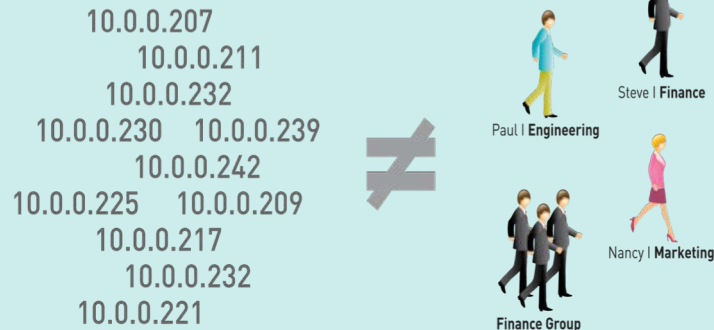 10.0.0.207
10.0.0.211
10.0.0.232
10.0.0.230 10.0.0.239
10.0.0.242
10.0.0.225 10.0.0.209
10.0.0.217
10.0.0.232
10.0.0.221
≠
Steve | Finance
Paul | Engineering
Nancy | Marketing
Finance Group